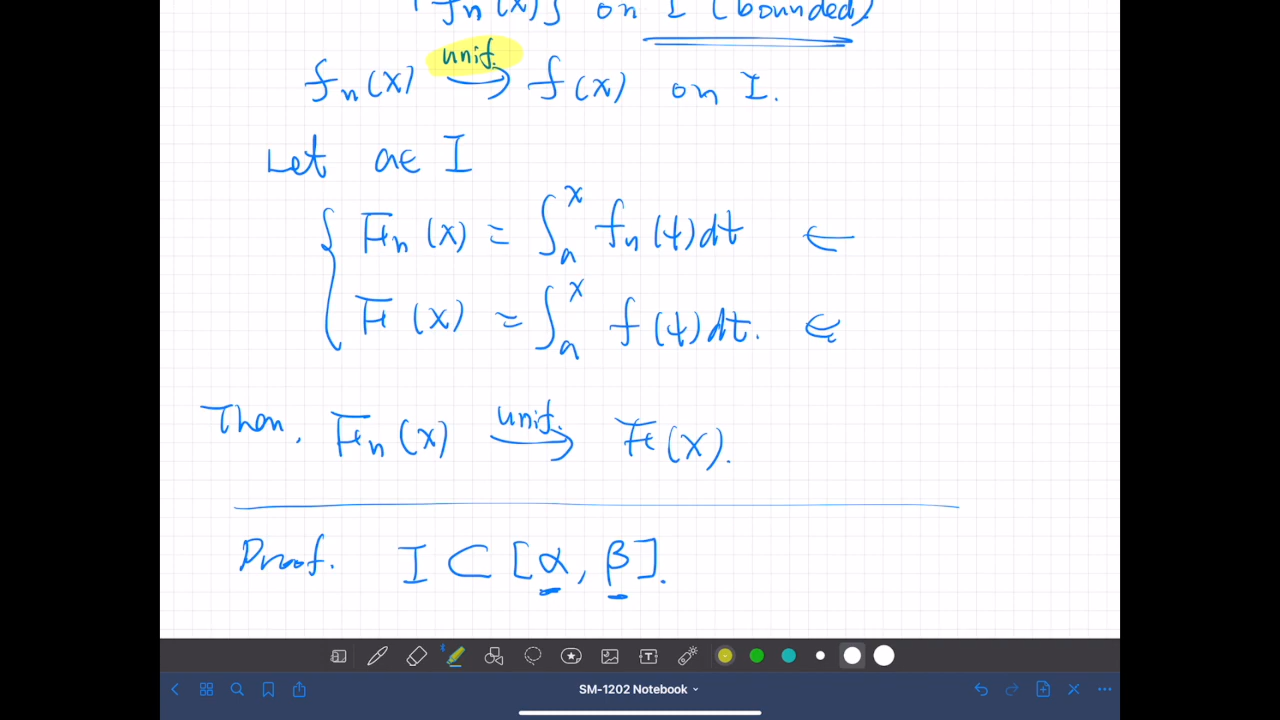 {fn(x)} on I (bounded).
fn(x) unif. → f(x) on I.
Let a∈ I
{ Fn(x) = ∫ₐˣ fn(t)dt ←
F(x) = ∫ₐˣ f(t)dt. ⇐
Then, Fn(x) unif. → F(x).
Proof. I ⊂ [α, β].
SM-1202 Notebook